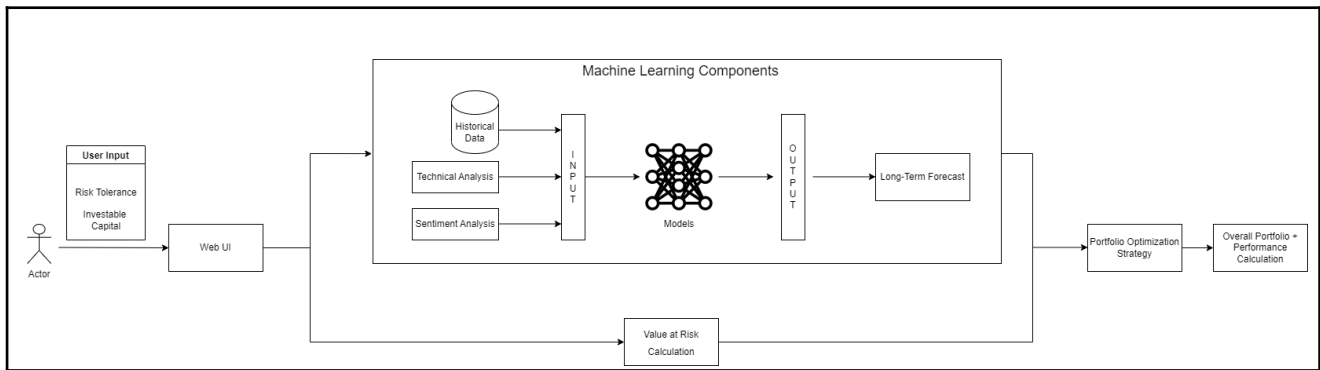 Machine Learning Components
Historical
Data
Technical Analysis
Sentiment Analysis
I
N
P
U
T
Models
O
U
T
P
U
T
Long-Term Forecast
User Input
Risk Tolerance
Investable
Capital
Actor
Web UI
Value at Risk
Calculation
Portfolio Optimization
Strategy
Overall Portfolio +
Performance
Calculation